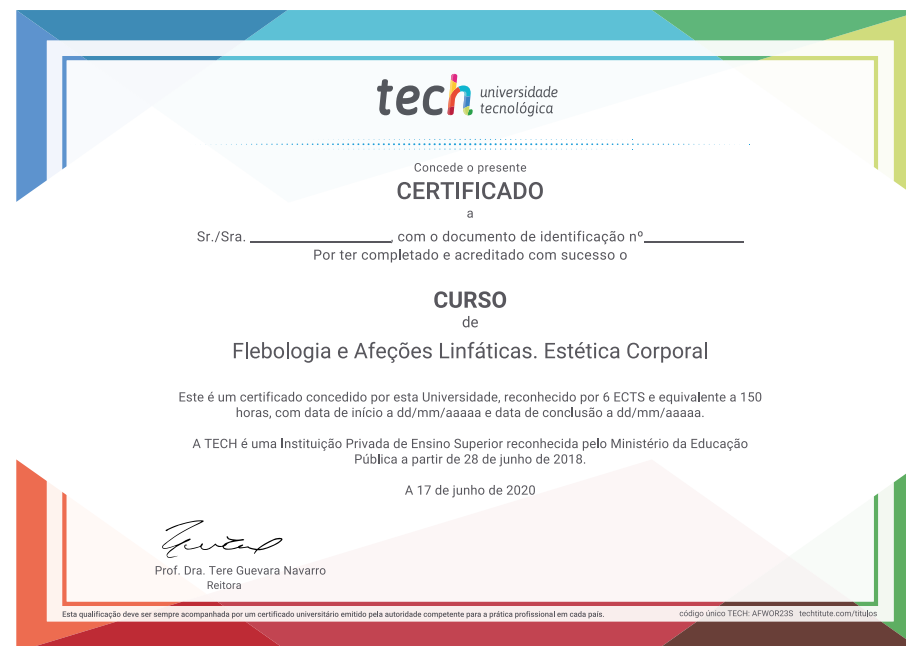 tech universidade
tecnológica
Concede o presente
CERTIFICADO
a
Sr./Sra. ____________________, com o documento de identificação nº______________
Por ter completado e acreditado com sucesso o
CURSO
de
Flebologia e Afeções Linfáticas. Estética Corporal
Este é um certificado concedido por esta Universidade, reconhecido por 6 ECTS e equivalente a 150
horas, com data de início a dd/mm/aaaaa e data de conclusão a dd/mm/aaaaa.
A TECH é uma Instituição Privada de Ensino Superior reconhecida pelo Ministério da Educação
Pública a partir de 28 de junho de 2018.
A 17 de junho de 2020
Prof. Dra. Tere Guevara Navarro
Reitora
Esta qualificação deve ser sempre acompanhada por um certificado universitário emitido pela autoridade competente para a prática profissional em cada país. código único TECH: AFWOR23S techtitute.com/titulos